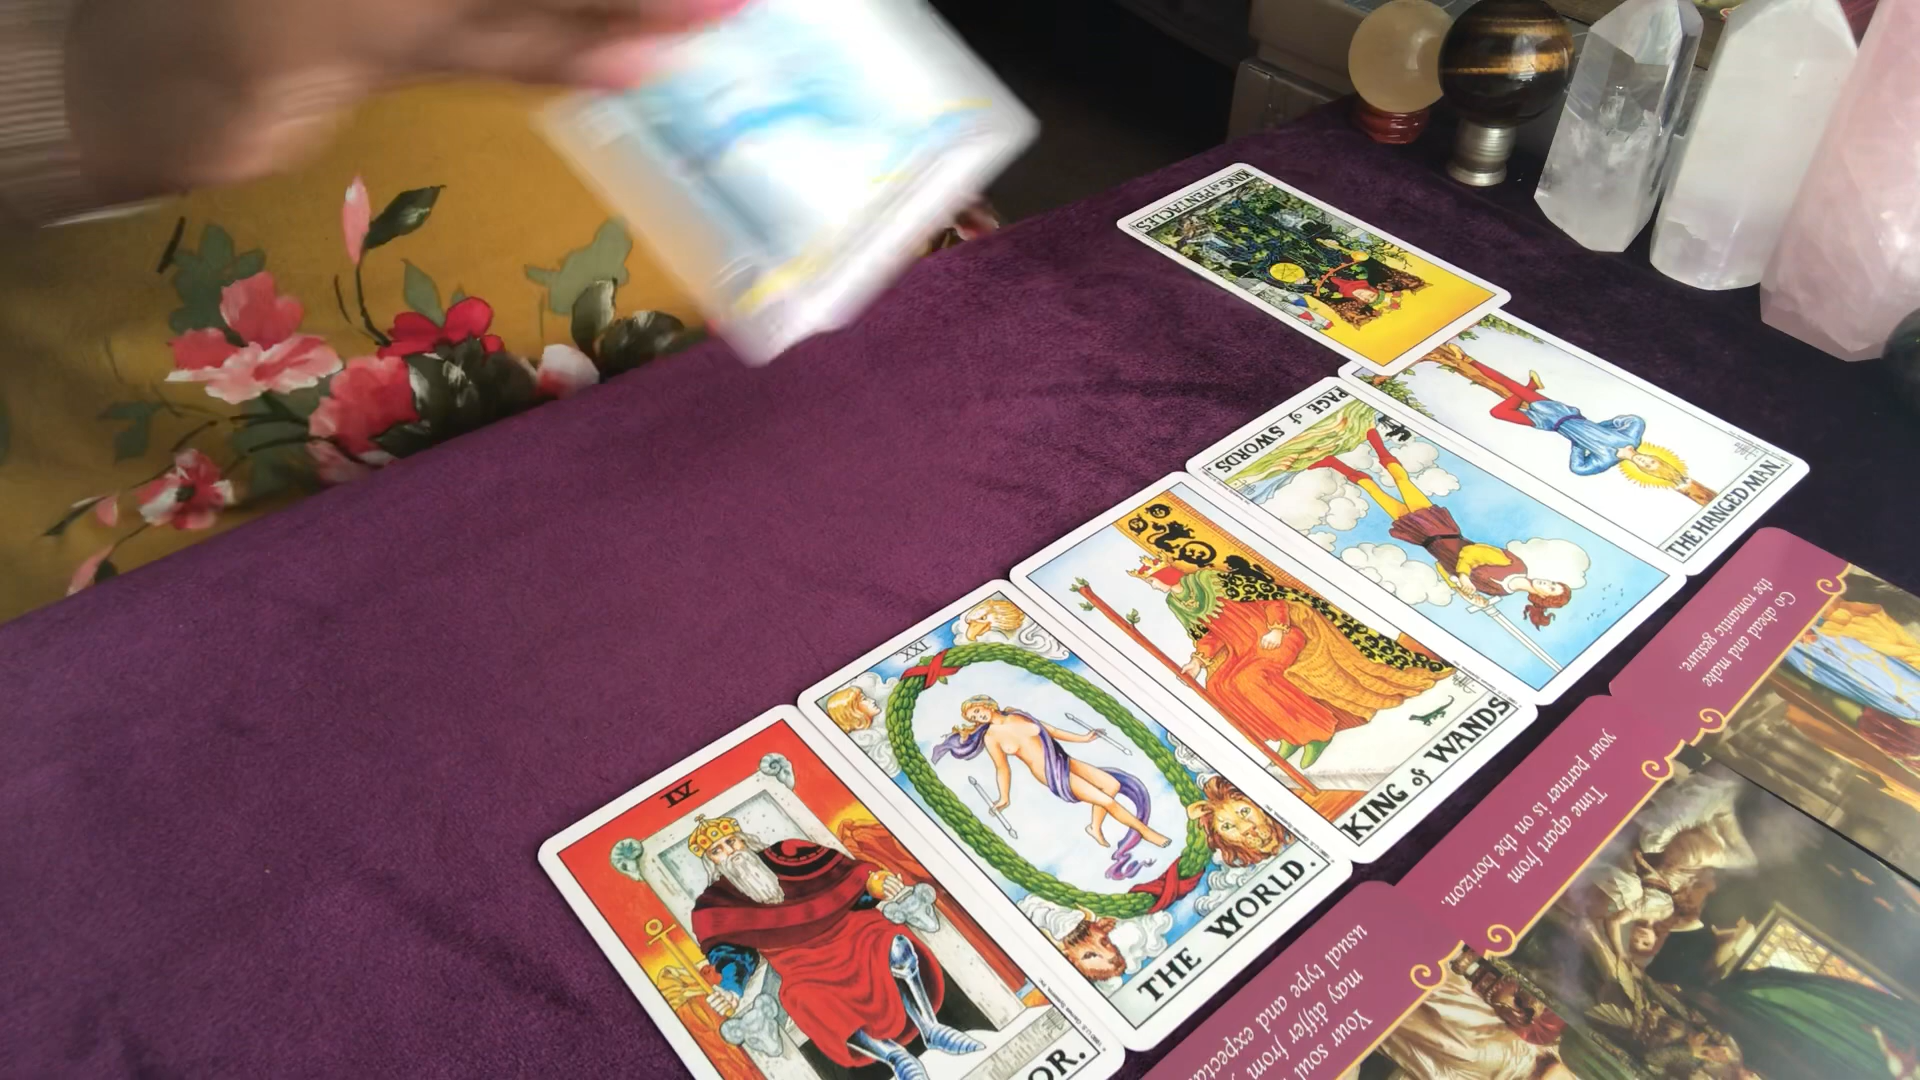 KING of PENTACLES.
THE HANGED MAN.
PAGE of SWORDS.
KING of WANDS
XXI
THE WORLD.
IV
OR.
Go ahead and make
the romantic gesture.
Time apart from
your partner is on the horizon.
Your soul
may differ from
usual type and